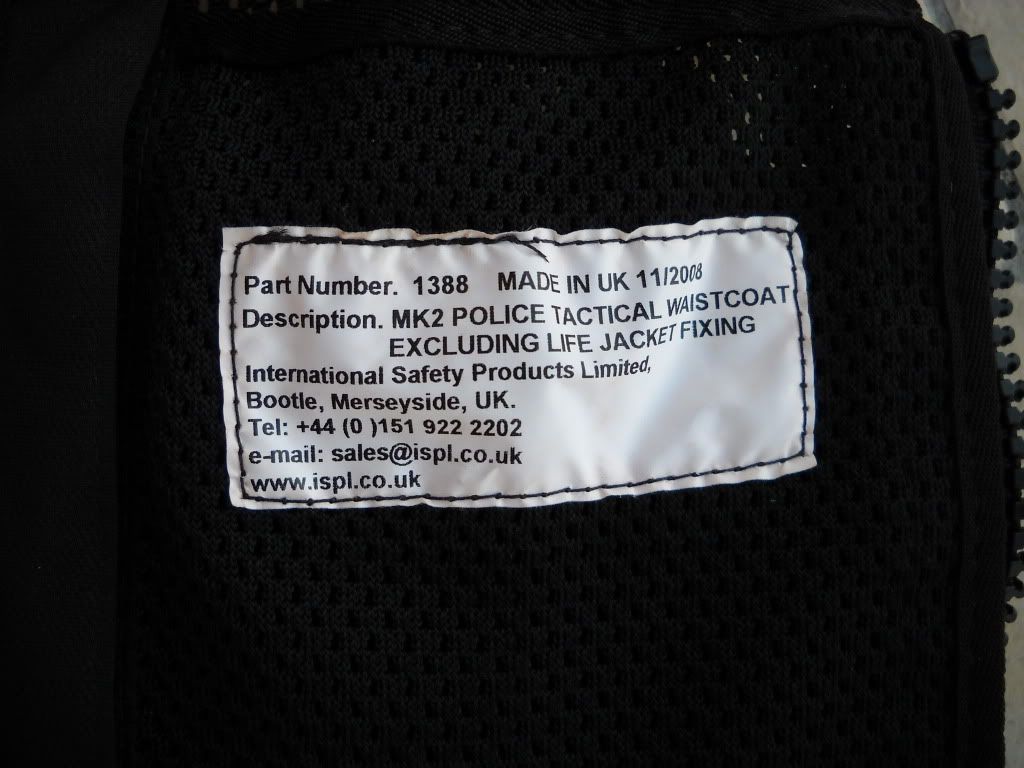 Part Number. 1388 MADE IN UK 11/2008
Description. MK2 POLICE TACTICAL WAISTCOAT
EXCLUDING LIFE JACKET FIXING
International Safety Products Limited,
Bootle, Merseyside, UK.
Tel: +44 (0 )151 922 2202
e-mail: sales@ispl.co.uk
www.ispl.co.uk